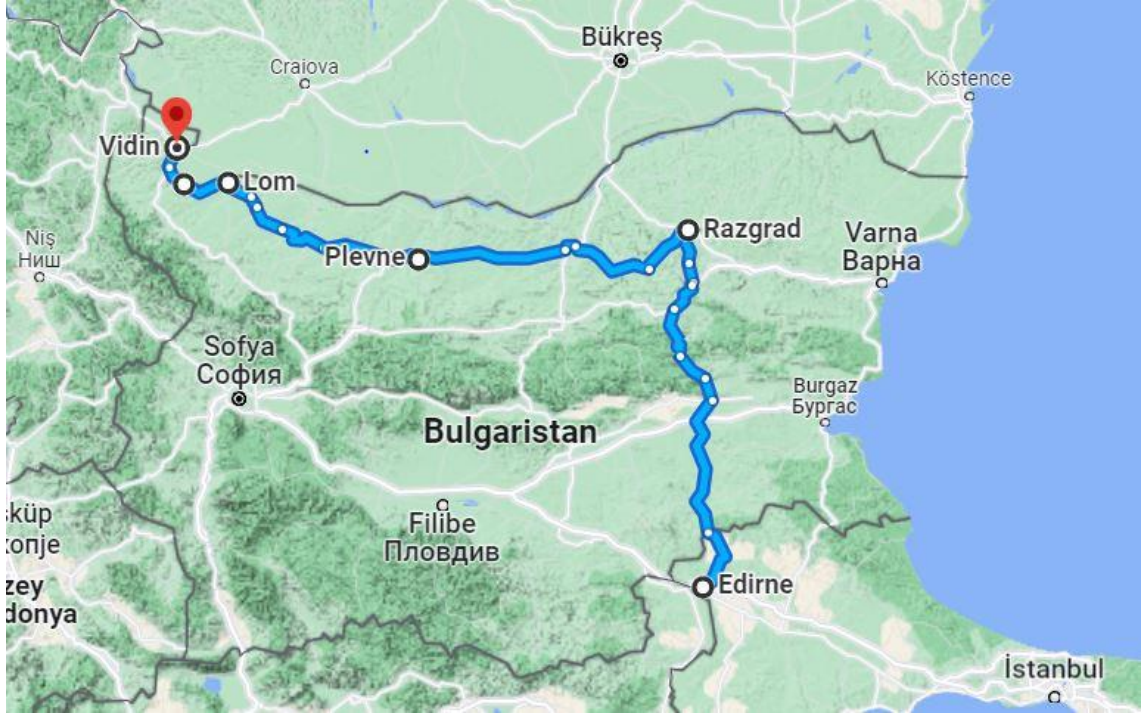 Bükreş
Craiova
Köstence
Vidin
Lom
Razgrad
Varna
Варна
Niş
Ниш
Plevne
Sofya
София
Burgaz
Бургас
Bulgaristan
Filibe
Пловдив
sküp
опје
zey
donya
Edirne
İstanbul